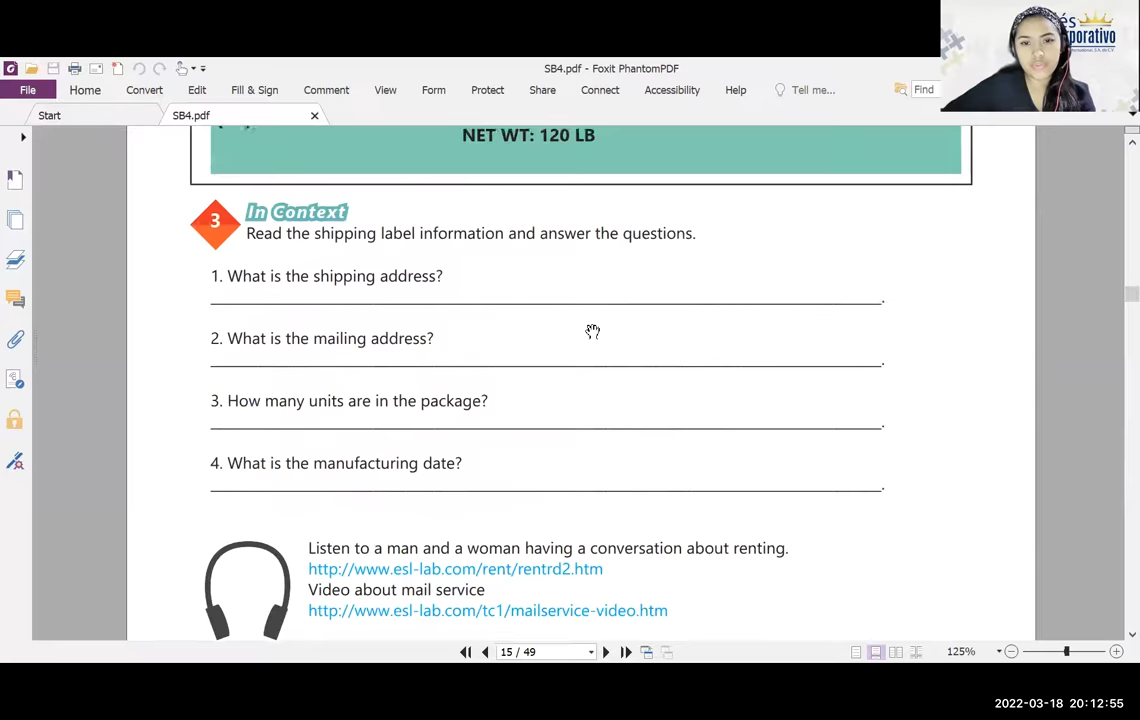 és
rporativo
SB4.pdf - Foxit PhantomPDF
File Home Convert Edit Fill & Sign Comment View Form Protect Share Connect Accessibility Help Tell me... Find
Start SB4.pdf
NET WT: 120 LB
3 In Context
Read the shipping label information and answer the questions.
1. What is the shipping address?
2. What is the mailing address?
3. How many units are in the package?
4. What is the manufacturing date?
Listen to a man and a woman having a conversation about renting.
http://www.esl-lab.com/rent/rentrd2.htm
Video about mail service
http://www.esl-lab.com/tc1/mailservice-video.htm
15 / 49 125%
2022-03-18 20:12:55